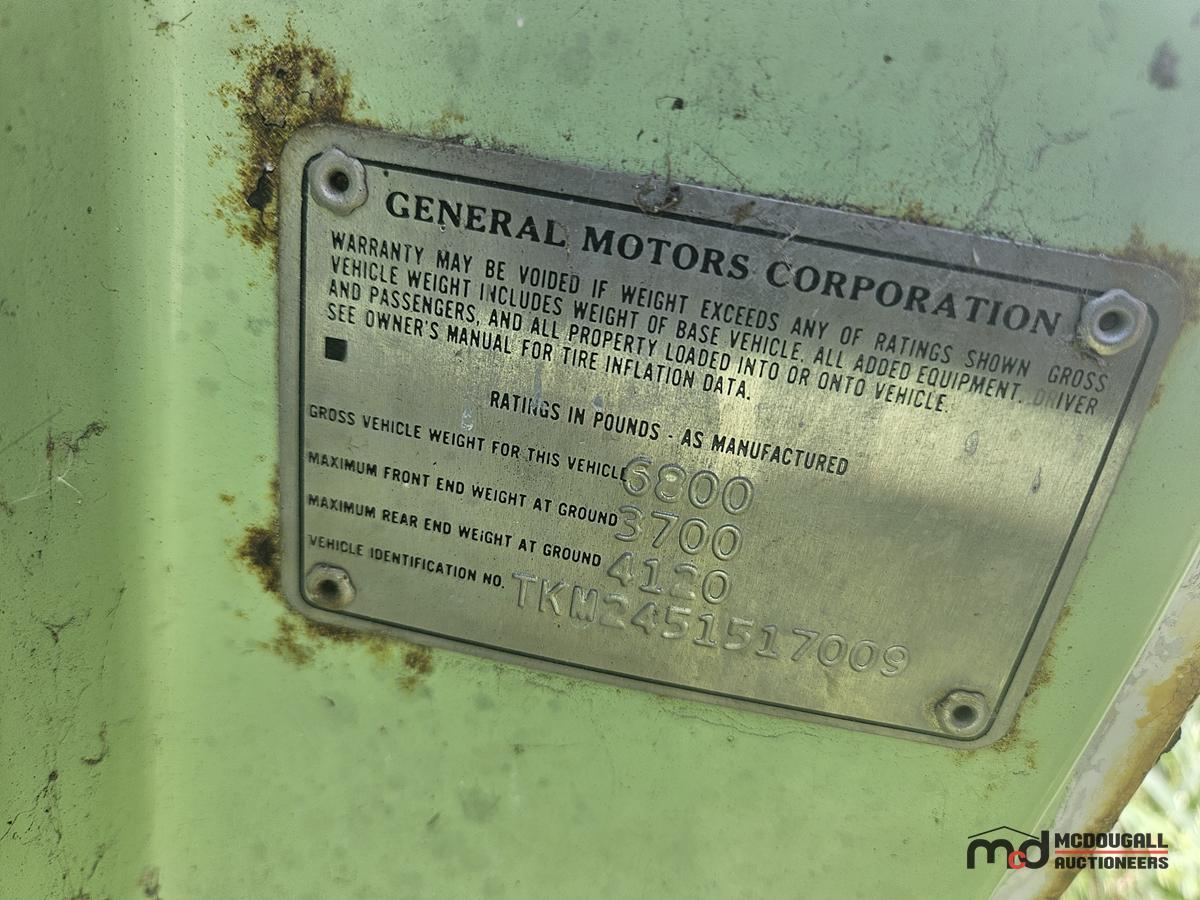 GENERAL MOTORS CORPORATION
WARRANTY MAY BE VOIDED IF WEIGHT EXCEEDS ANY OF RATINGS SHOWN GROSS
VEHICLE WEIGHT INCLUDES WEIGHT OF BASE VEHICLE. ALL ADDED EQUIPMENT. DRIVER
AND PASSENGERS, AND ALL PROPERTY LOADED INTO OR ONTO VEHICLE.
SEE OWNER'S MANUAL FOR TIRE INFLATION DATA.
RATINGS IN POUNDS - AS MANUFACTURED
GROSS VEHICLE WEIGHT FOR THIS VEHICLE 6800
MAXIMUM FRONT END WEIGHT AT GROUND 3700
MAXIMUM REAR END WEIGHT AT GROUND 4120
VEHICLE IDENTIFICATION NO. TKM2451517009
mcd MCDOUGALL
AUCTIONEERS